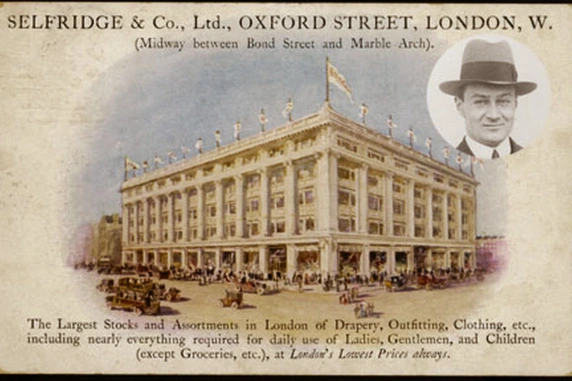 SELFRIDGE & Co., Ltd., OXFORD STREET, LONDON, W.
(Midway between Bond Street and Marble Arch).
The Largest Stocks and Assortments in London of Drapery, Outfitting, Clothing, etc.,
including nearly everything required for daily use of Ladies, Gentlemen, and Children
(except Groceries, etc.), at London's Lowest Prices always.